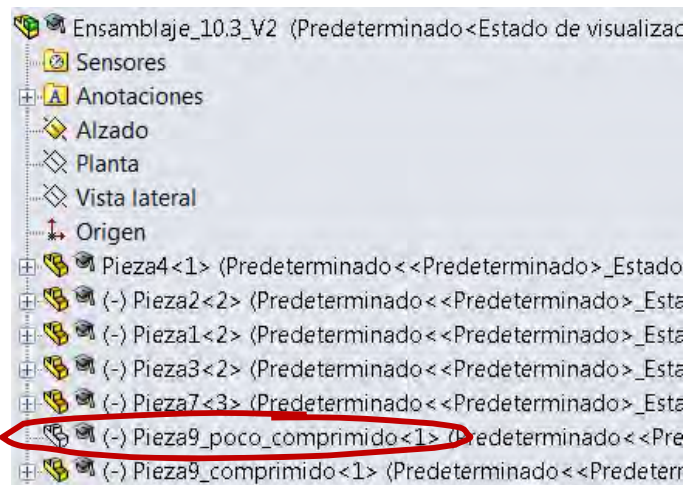 Ensamblaje_10.3_V2 (Predeterminado<Estado de visualizac
Sensores
A Anotaciones
Alzado
Planta
Vista lateral
Origen
Pieza4<1> (Predeterminado<<Predeterminado>_Estado
(-) Pieza2<2> (Predeterminado<<Predeterminado>_Esta
(-) Pieza1<2> (Predeterminado<<Predeterminado>_Esta
(-) Pieza3<2> (Predeterminado<<Predeterminado>_Esta
(-) Pieza7<3> (Predeterminado<<Predeterminado>_Esta
(-) Pieza9_poco_comprimido<1> (Predeterminado<<Pre
(-) Pieza9_comprimido<1> (Predeterminado<<Predeterm